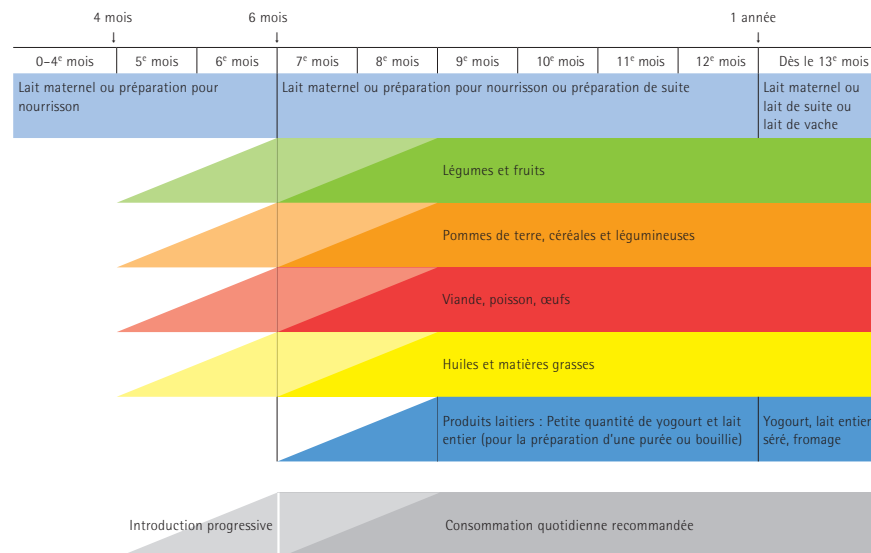 4 mois
6 mois
1 année
0–4e mois
5e mois
6e mois
7e mois
8e mois
9e mois
10e mois
11e mois
12e mois
Dès le 13e mois
Lait maternel ou préparation pour
nourrisson
Lait maternel ou préparation pour nourrisson ou préparation de suite
Lait maternel ou
lait de suite ou
lait de vache
Légumes et fruits
Pommes de terre, céréales et légumineuses
Viande, poisson, œufs
Huiles et matières grasses
Produits laitiers : Petite quantité de yogourt et lait
entier (pour la préparation d'une purée ou bouillie)
Yogourt, lait entier,
séré, fromage
Introduction progressive
Consommation quotidienne recommandée